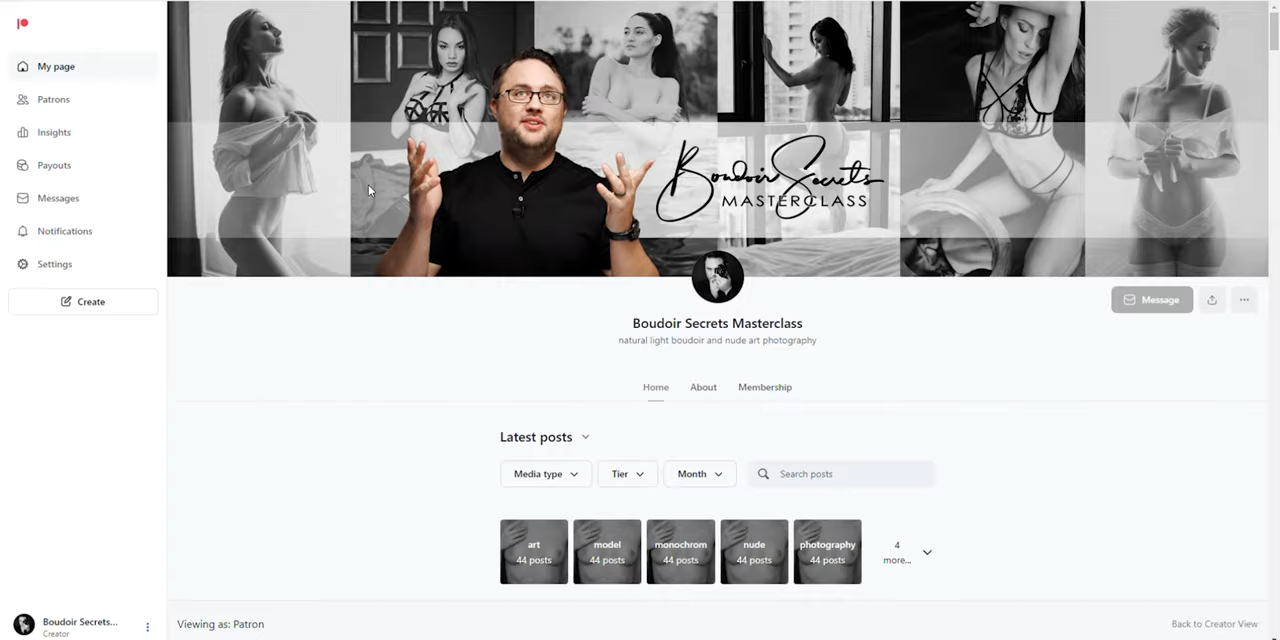 My page
Patrons
Insights
Payouts
Messages
Notifications
Settings
Create
Boudoir Secrets
MASTERCLASS
Message
Boudoir Secrets Masterclass
natural light boudoir and nude art photography
Home About Membership
Latest posts
Media type Tier Month Search posts
art model monochrom nude photography 4
44 posts 44 posts 44 posts 44 posts 44 posts more...
Boudoir Secrets...
Creator
Viewing as: Patron Back to Creator View